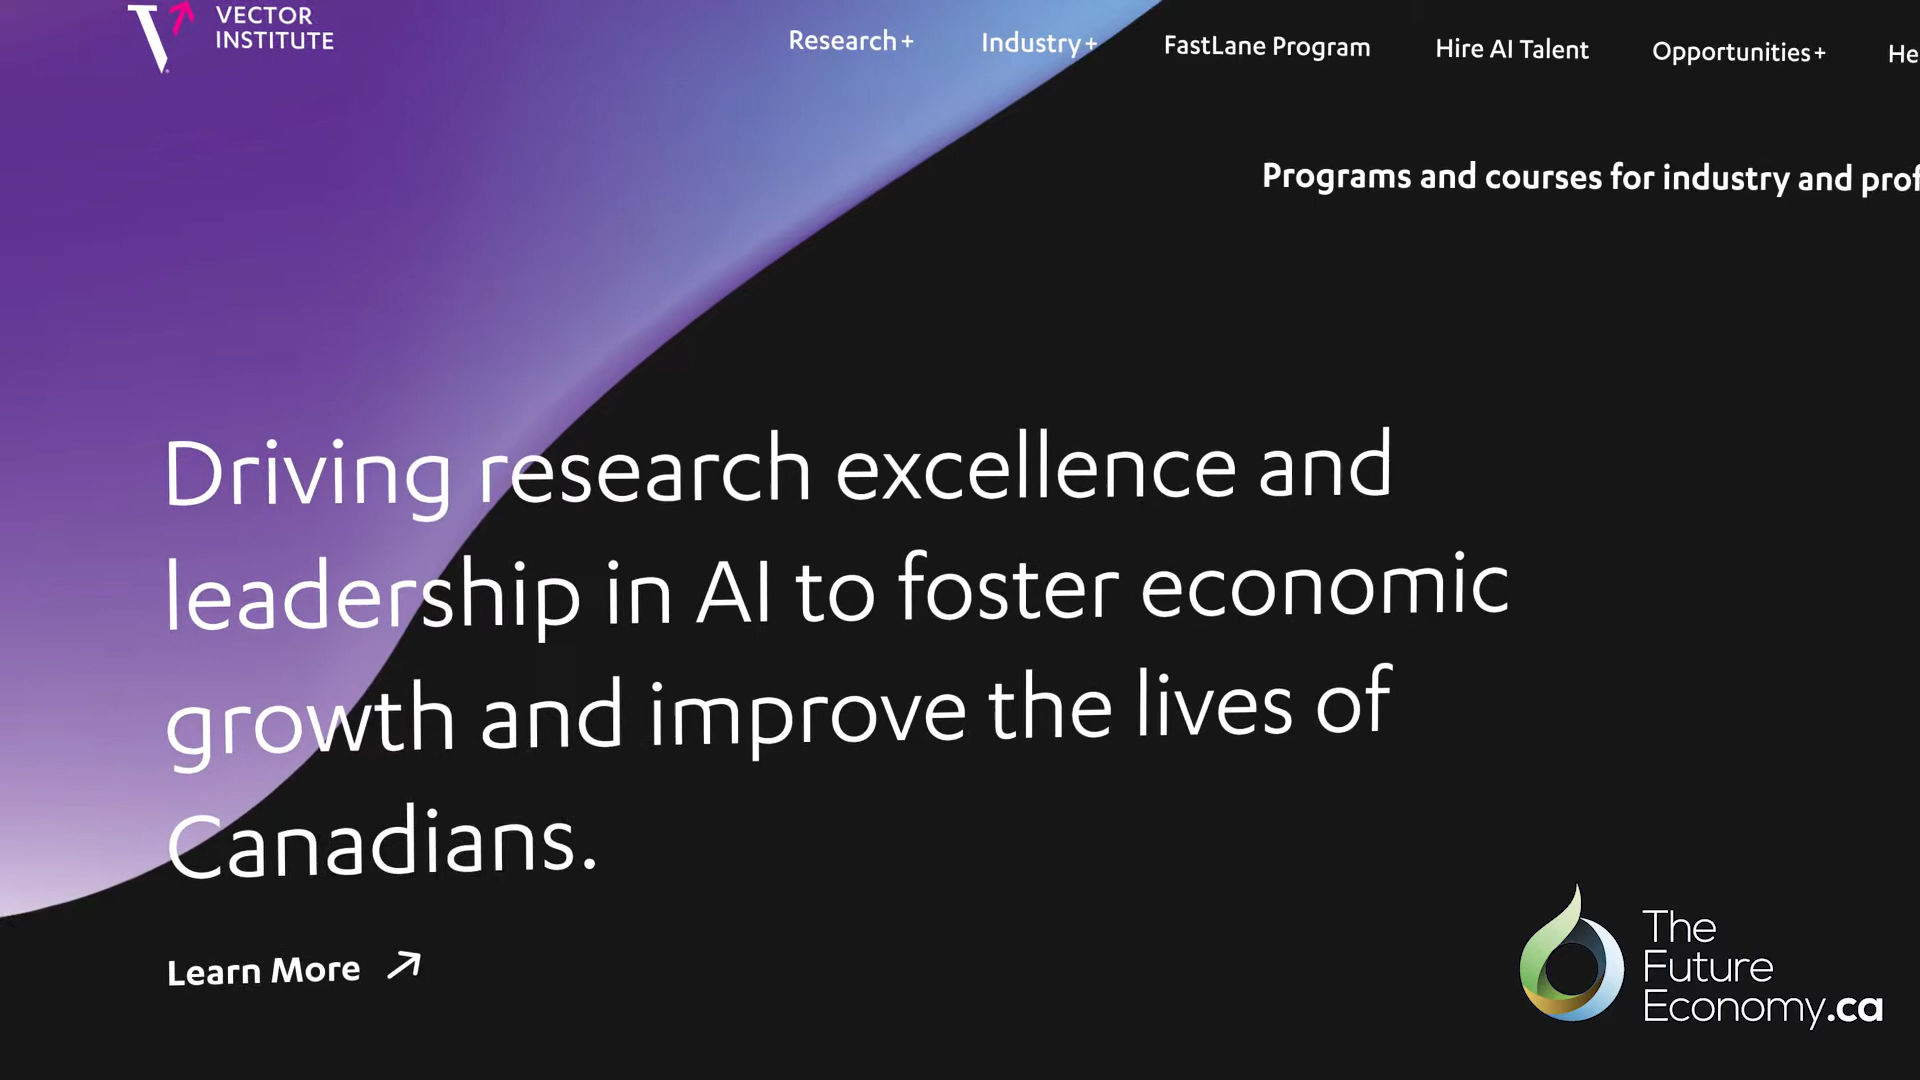 VECTOR
INSTITUTE
Research+
Industry+
FastLane Program
Hire AI Talent
Opportunities+
He
Programs and courses for industry and prof
Driving research excellence and
leadership in AI to foster economic
growth and improve the lives of
Canadians.
Learn More
The
Future
Economy.ca